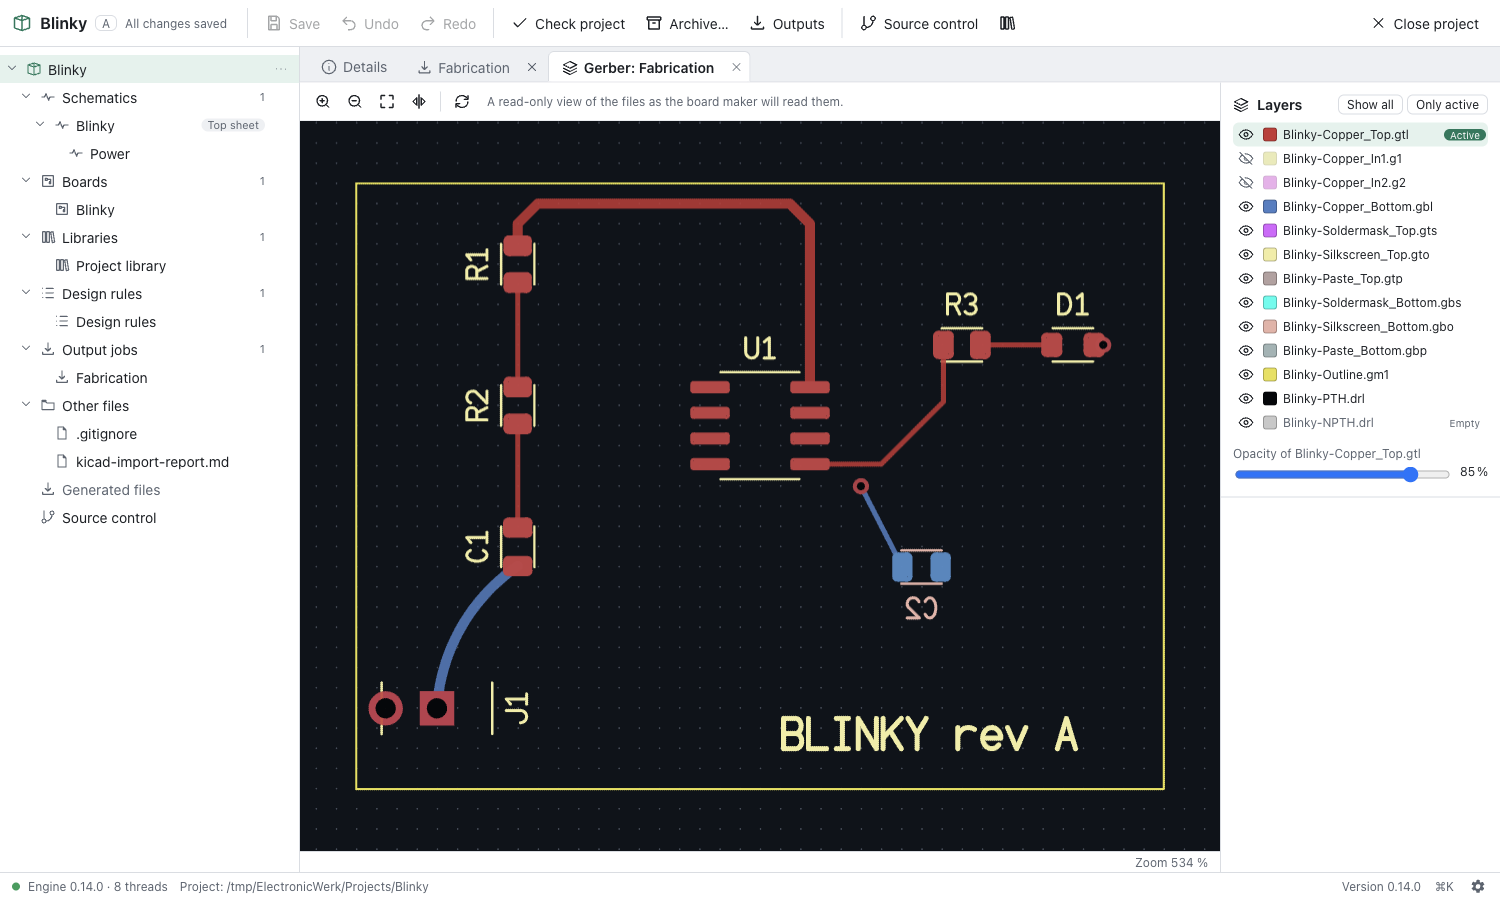 Blinky A All changes saved Save Undo Redo Check project Archive... Outputs Source control Close project
Blinky ...
Schematics 1
Blinky Top sheet
Power
Boards 1
Blinky
Libraries 1
Project library
Design rules 1
Design rules
Output jobs 1
Fabrication
Other files
.gitignore
kicad-import-report.md
Generated files
Source control
Details Fabrication Gerber: Fabrication
A read-only view of the files as the board maker will read them.
R1
R3 D1
U1
R2
C1
C2
J1
BLINKY rev A
Zoom 534 %
Layers Show all Only active
Blinky-Copper_Top.gtl Active
Blinky-Copper_In1.g1
Blinky-Copper_In2.g2
Blinky-Copper_Bottom.gbl
Blinky-Soldermask_Top.gts
Blinky-Silkscreen_Top.gto
Blinky-Paste_Top.gtp
Blinky-Soldermask_Bottom.gbs
Blinky-Silkscreen_Bottom.gbo
Blinky-Paste_Bottom.gbp
Blinky-Outline.gm1
Blinky-PTH.drl
Blinky-NPTH.drl Empty
Opacity of Blinky-Copper_Top.gtl
85 %
Engine 0.14.0 · 8 threads Project: /tmp/ElectronicWerk/Projects/Blinky Version 0.14.0 ⌘K